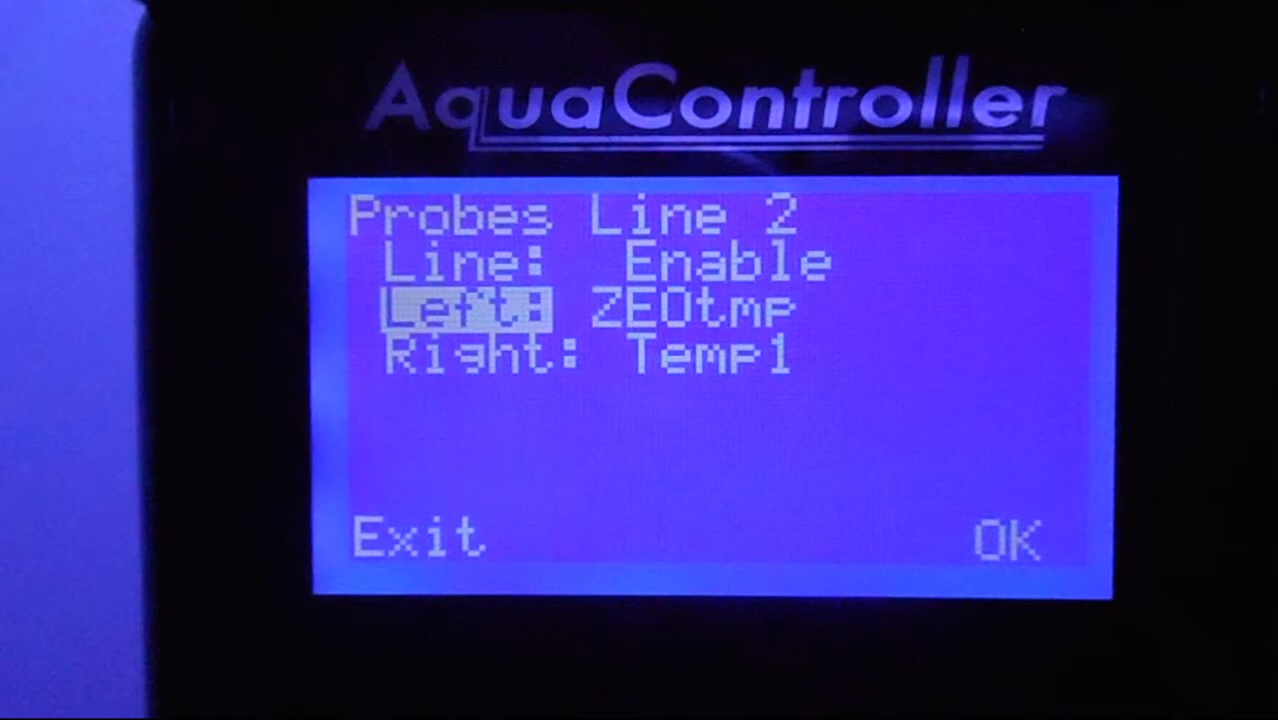 AquaController
Probes Line 2
Line: Enable
Left: ZEOtmp
Right: Temp1
Exit OK